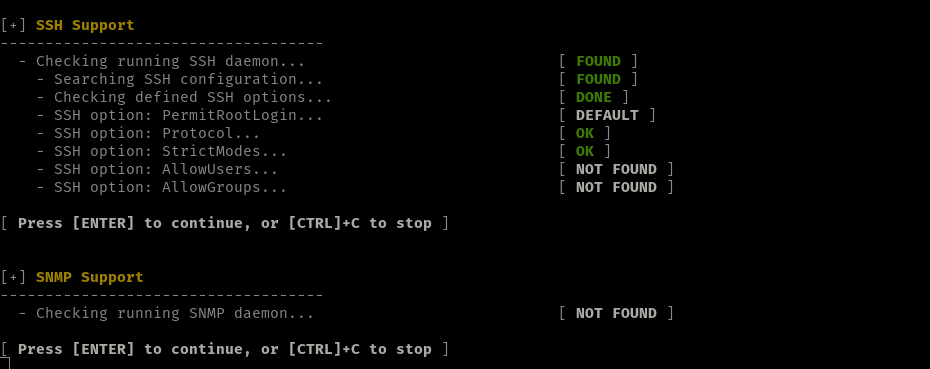 [+] SSH Support
------------------------------------
  - Checking running SSH daemon...                            [ FOUND ]
    - Searching SSH configuration...                          [ FOUND ]
    - Checking defined SSH options...                         [ DONE ]
    - SSH option: PermitRootLogin...                          [ DEFAULT ]
    - SSH option: Protocol...                                 [ OK ]
    - SSH option: StrictModes...                              [ OK ]
    - SSH option: AllowUsers...                               [ NOT FOUND ]
    - SSH option: AllowGroups...                              [ NOT FOUND ]
[ Press [ENTER] to continue, or [CTRL]+C to stop ]
[+] SNMP Support
------------------------------------
  - Checking running SNMP daemon...                           [ NOT FOUND ]
[ Press [ENTER] to continue, or [CTRL]+C to stop ]